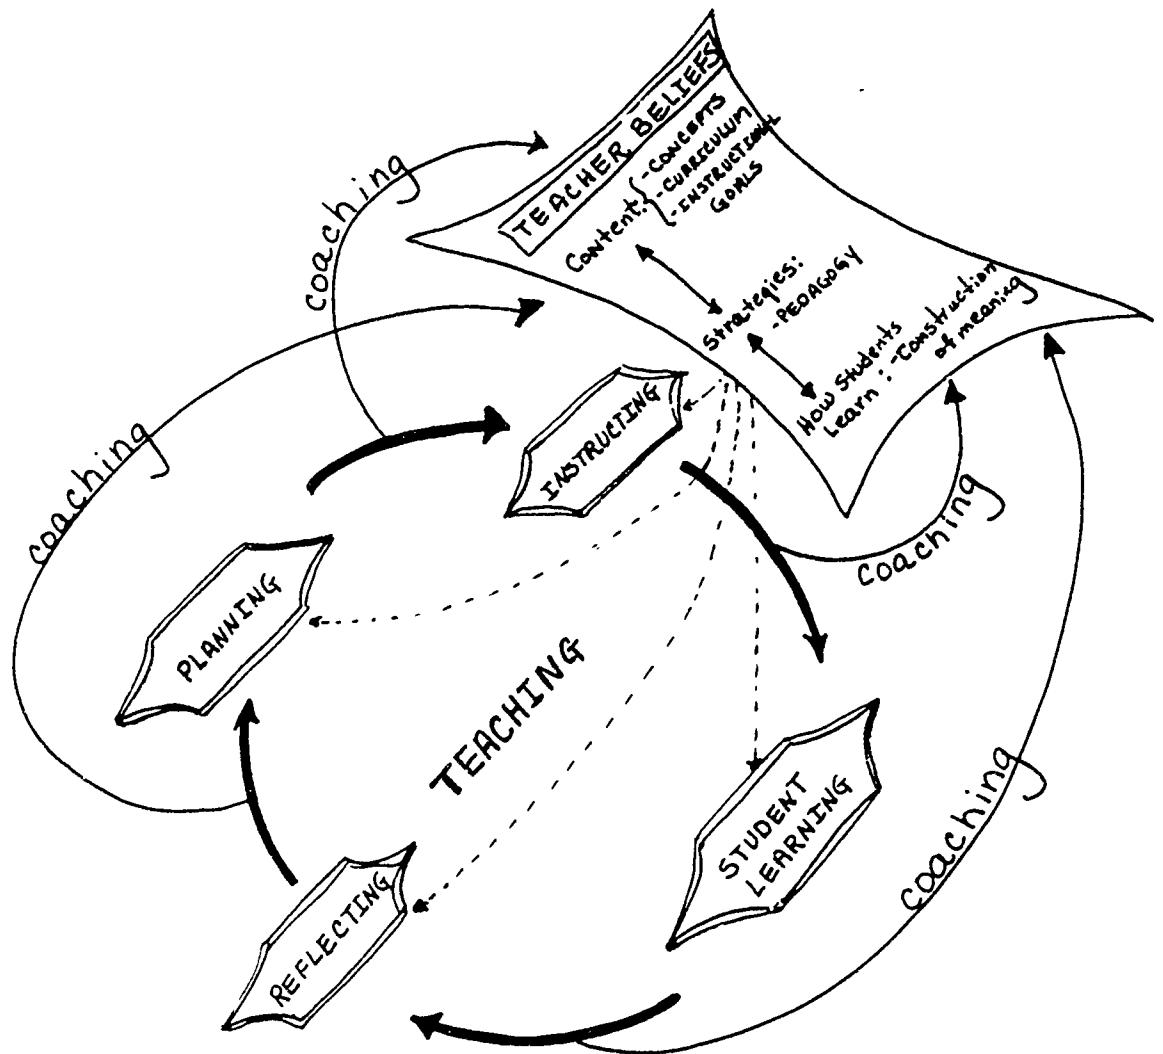 TEACHER BELIEFS
Content:
-CONCEPTS
-CURRICULUM
-INSTRUCTIONAL
GOALS
Strategies:
-PEDAGOGY
How Students
Learn: -Construction
of meaning
coaching
coaching
INSTRUCTING
coaching
PLANNING
TEACHING
STUDENT
LEARNING
coaching
REFLECTING